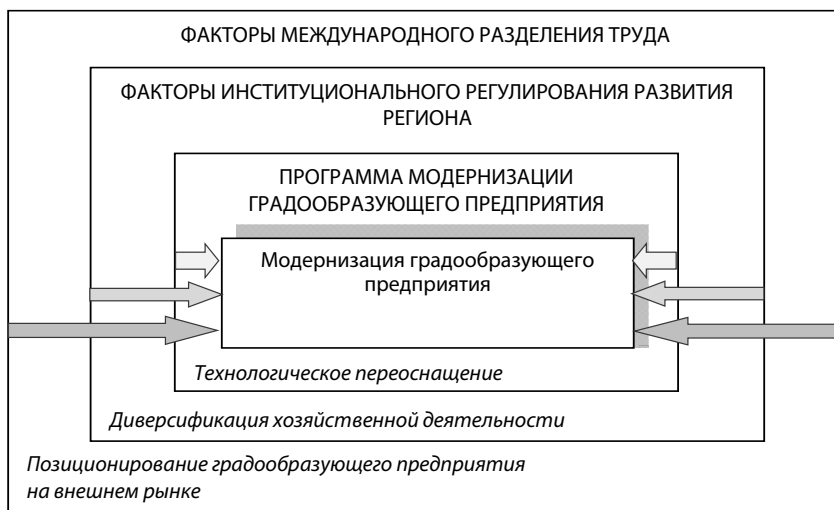 ФАКТОРЫ МЕЖДУНАРОДНОГО РАЗДЕЛЕНИЯ ТРУДА
ФАКТОРЫ ИНСТИТУЦИОНАЛЬНОГО РЕГУЛИРОВАНИЯ РАЗВИТИЯ
РЕГИОНА
ПРОГРАММА МОДЕРНИЗАЦИИ
ГРАДООБРАЗУЮЩЕГО ПРЕДПРИЯТИЯ
Модернизация градообразующего
предприятия
Технологическое переоснащение
Диверсификация хозяйственной деятельности
Позиционирование градообразующего предприятия
на внешнем рынке